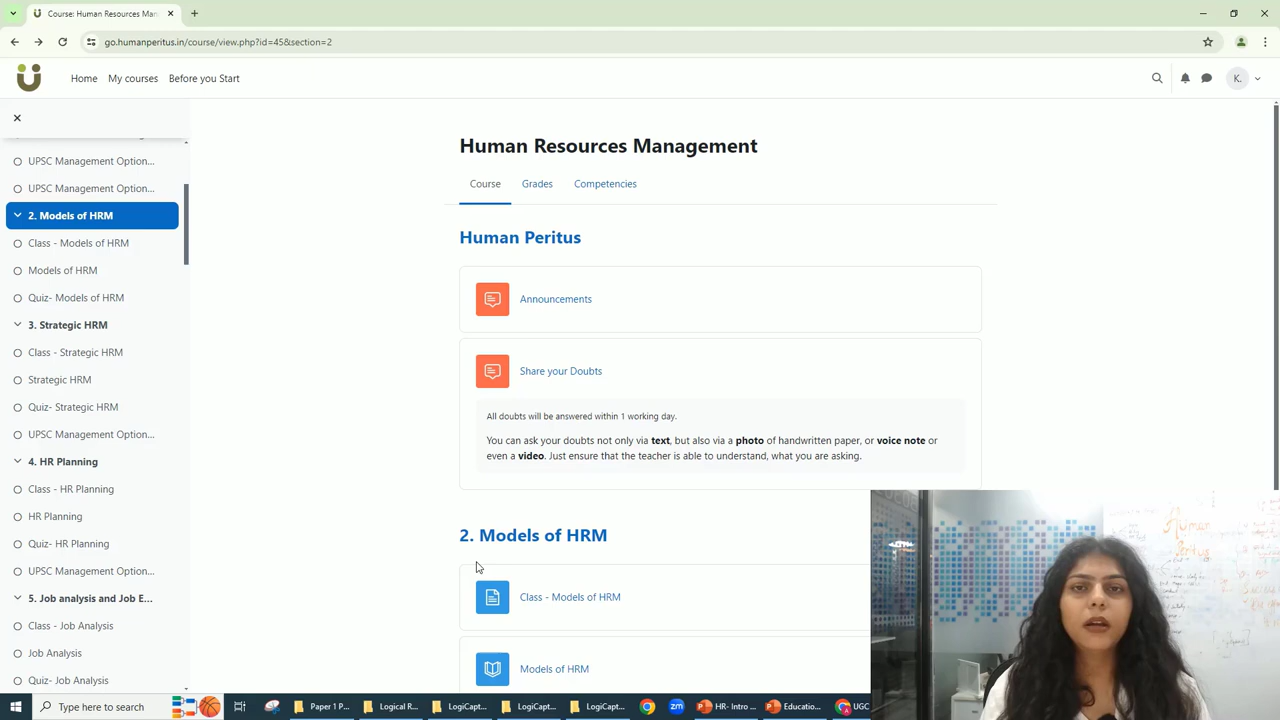 Course: Human Resources Man
go.humanperitus.in/course/view.php?id=45&section=2
Home
My courses
Before you Start
K.
UPSC Management Option...
UPSC Management Option...
2. Models of HRM
Class - Models of HRM
Models of HRM
Quiz- Models of HRM
3. Strategic HRM
Class - Strategic HRM
Strategic HRM
Quiz- Strategic HRM
UPSC Management Option...
4. HR Planning
Class - HR Planning
HR Planning
Quiz- HR Planning
UPSC Management Option...
5. Job analysis and Job E...
Class - Job Analysis
Job Analysis
Quiz- Job Analysis
Human Resources Management
Course
Grades
Competencies
Human Peritus
Announcements
Share your Doubts
All doubts will be answered within 1 working day.
You can ask your doubts not only via text, but also via a photo of handwritten paper, or voice note or
even a video. Just ensure that the teacher is able to understand, what you are asking.
2. Models of HRM
Class - Models of HRM
Models of HRM
Human
Peritus
Type here to search
Paper 1 P...
Logical R...
LogiCapt...
LogiCapt...
LogiCapt...
zm
HR- Intro ...
Educatio...
UGC